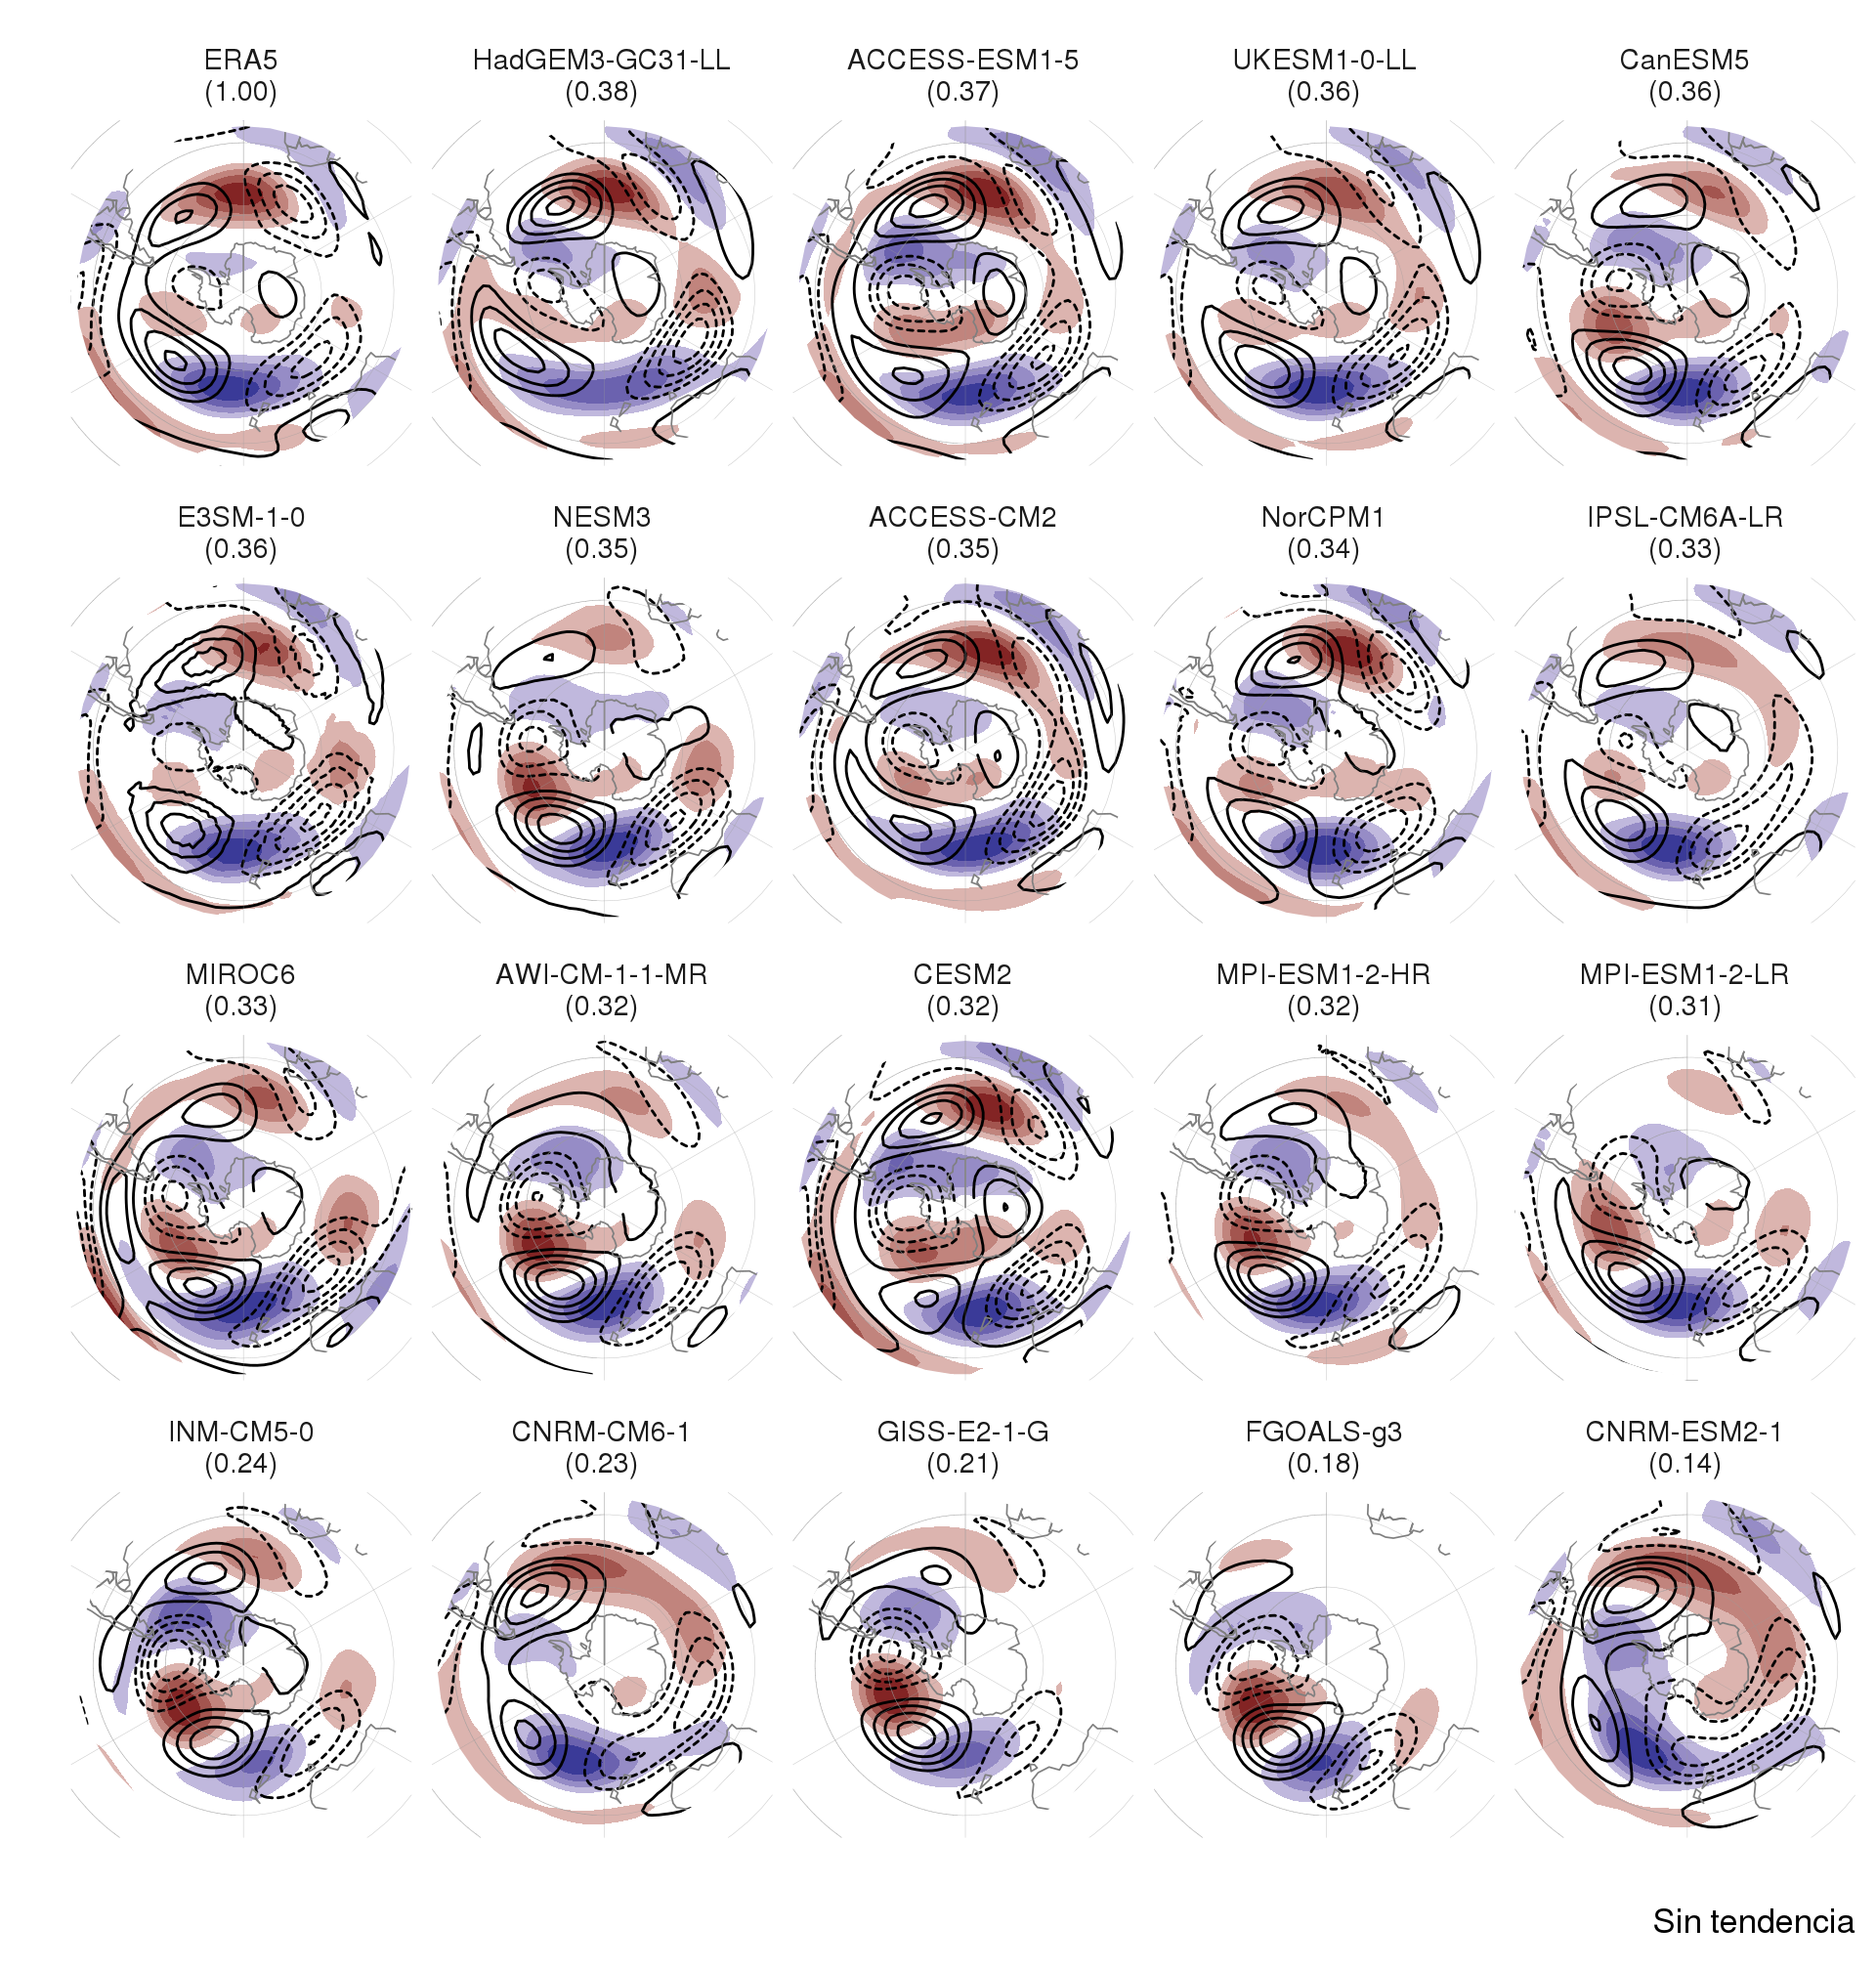 ERA5
(1.00)
HadGEM3-GC31-LL
(0.38)
ACCESS-ESM1-5
(0.37)
UKESM1-0-LL
(0.36)
CanESM5
(0.36)
E3SM-1-0
(0.36)
NESM3
(0.35)
ACCESS-CM2
(0.35)
NorCPM1
(0.34)
IPSL-CM6A-LR
(0.33)
MIROC6
(0.33)
AWI-CM-1-1-MR
(0.32)
CESM2
(0.32)
MPI-ESM1-2-HR
(0.32)
MPI-ESM1-2-LR
(0.31)
INM-CM5-0
(0.24)
CNRM-CM6-1
(0.23)
GISS-E2-1-G
(0.21)
FGOALS-g3
(0.18)
CNRM-ESM2-1
(0.14)
Sin tendencia